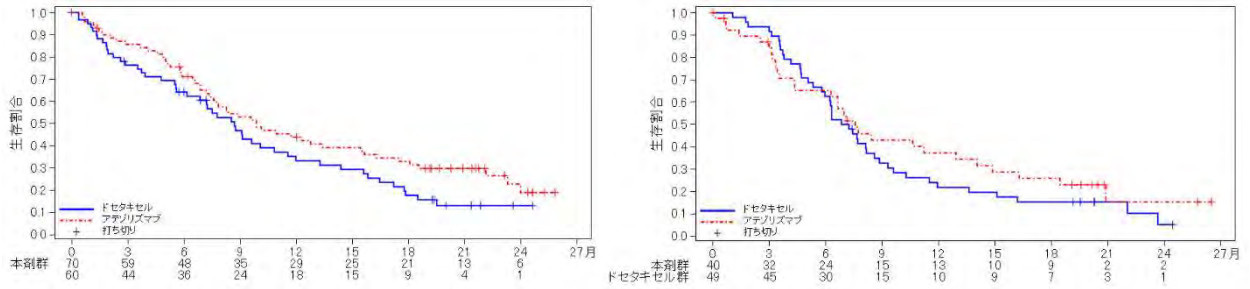 生存割合
1.0
0.9
0.8
0.7
0.6
0.5
0.4
0.3
0.2
0.1
0.0
ドセタキセル
アテゾリズマブ
打ち切り
0 3 6 9 12 15 18 21 24 27月
本剤群 70 59 48 35 29 25 21 13 6
60 44 36 24 18 15 9 4 1
生存割合
1.0
0.9
0.8
0.7
0.6
0.5
0.4
0.3
0.2
0.1
0.0
ドセタキセル
アテゾリズマブ
打ち切り
0 3 6 9 12 15 18 21 24 27月
本剤群 40 32 24 15 13 10 9 2 2
ドセタキセル群 49 45 30 15 10 9 7 3 1